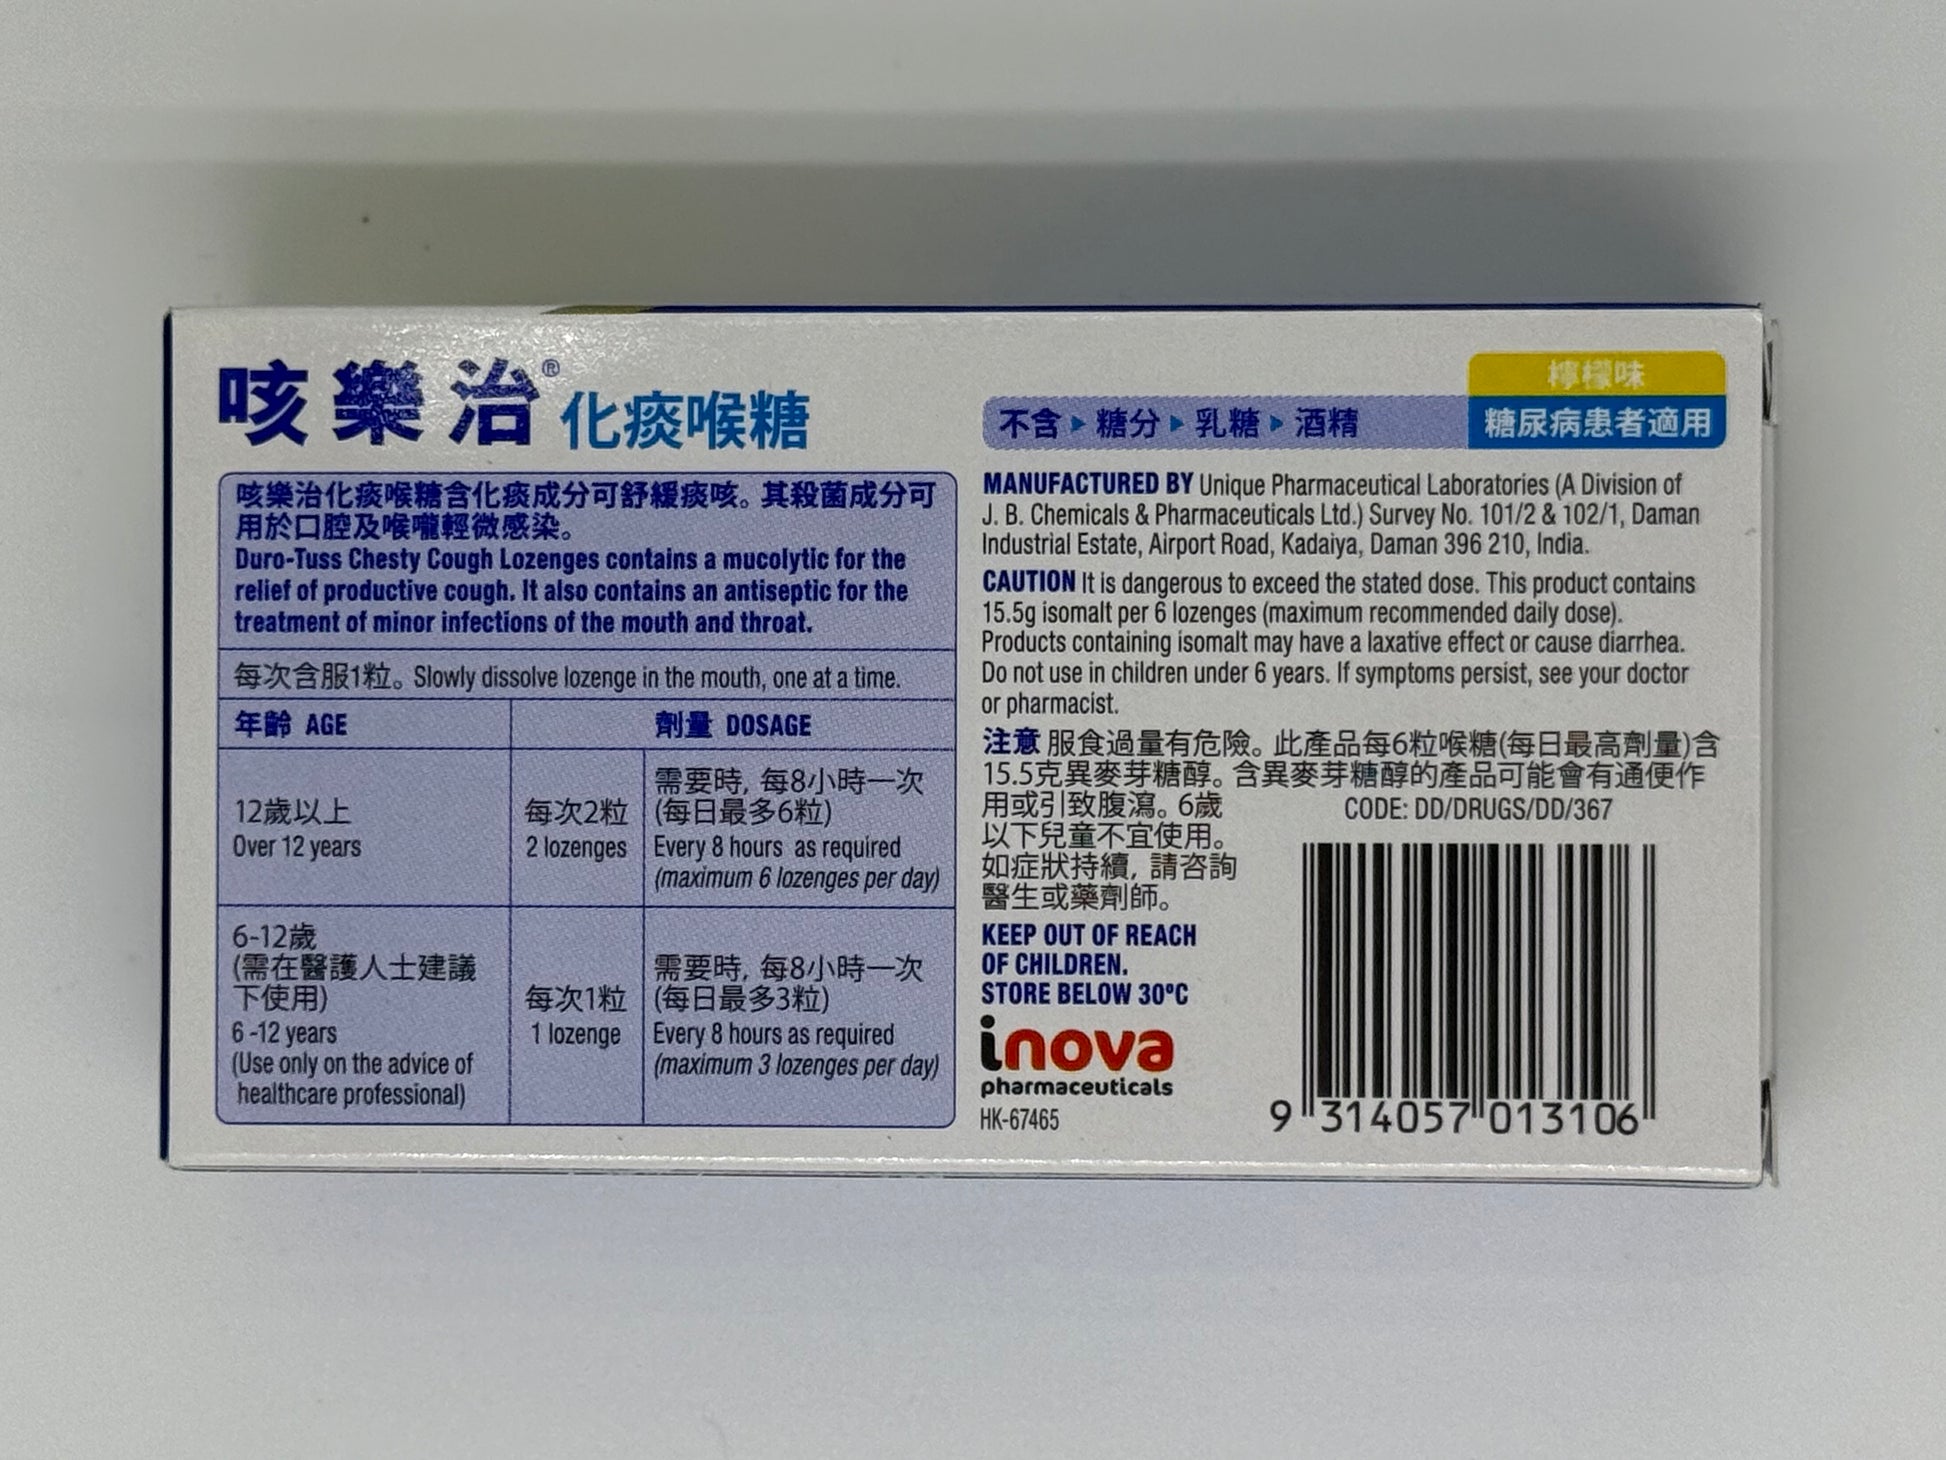 咳樂治® 化痰喉糖
咳樂治化痰喉糖含化痰成分可舒緩痰咳。其殺菌成分可
用於口腔及喉嚨輕微感染。
Duro-Tuss Chesty Cough Lozenges contains a mucolytic for the
relief of productive cough. It also contains an antiseptic for the
treatment of minor infections of the mouth and throat.
每次含服1粒。Slowly dissolve lozenge in the mouth, one at a time.
年齡 AGE
劑量 DOSAGE
12歲以上
Over 12 years
每次2粒
2 lozenges
需要時, 每8小時一次
(每日最多6粒)
Every 8 hours as required
(maximum 6 lozenges per day)
6-12歲
(需在醫護人士建議
下使用)
6 -12 years
(Use only on the advice of
healthcare professional)
每次1粒
1 lozenge
需要時, 每8小時一次
(每日最多3粒)
Every 8 hours as required
(maximum 3 lozenges per day)
檸檬味
不含 ▸ 糖分 ▸ 乳糖 ▸ 酒精
糖尿病患者適用
MANUFACTURED BY Unique Pharmaceutical Laboratories (A Division of
J. B. Chemicals & Pharmaceuticals Ltd.) Survey No. 101/2 & 102/1, Daman
Industrial Estate, Airport Road, Kadaiya, Daman 396 210, India.
CAUTION It is dangerous to exceed the stated dose. This product contains
15.5g isomalt per 6 lozenges (maximum recommended daily dose).
Products containing isomalt may have a laxative effect or cause diarrhea.
Do not use in children under 6 years. If symptoms persist, see your doctor
or pharmacist.
注意 服食過量有危險。此產品每6粒喉糖(每日最高劑量)含
15.5克異麥芽糖醇。含異麥芽糖醇的產品可能會有通便作
用或引致腹瀉。6歲
以下兒童不宜使用。
如症狀持續, 請咨詢
醫生或藥劑師。
CODE: DD/DRUGS/DD/367
KEEP OUT OF REACH
OF CHILDREN.
STORE BELOW 30ºC
inova
pharmaceuticals
HK-67465
9 314057 013106